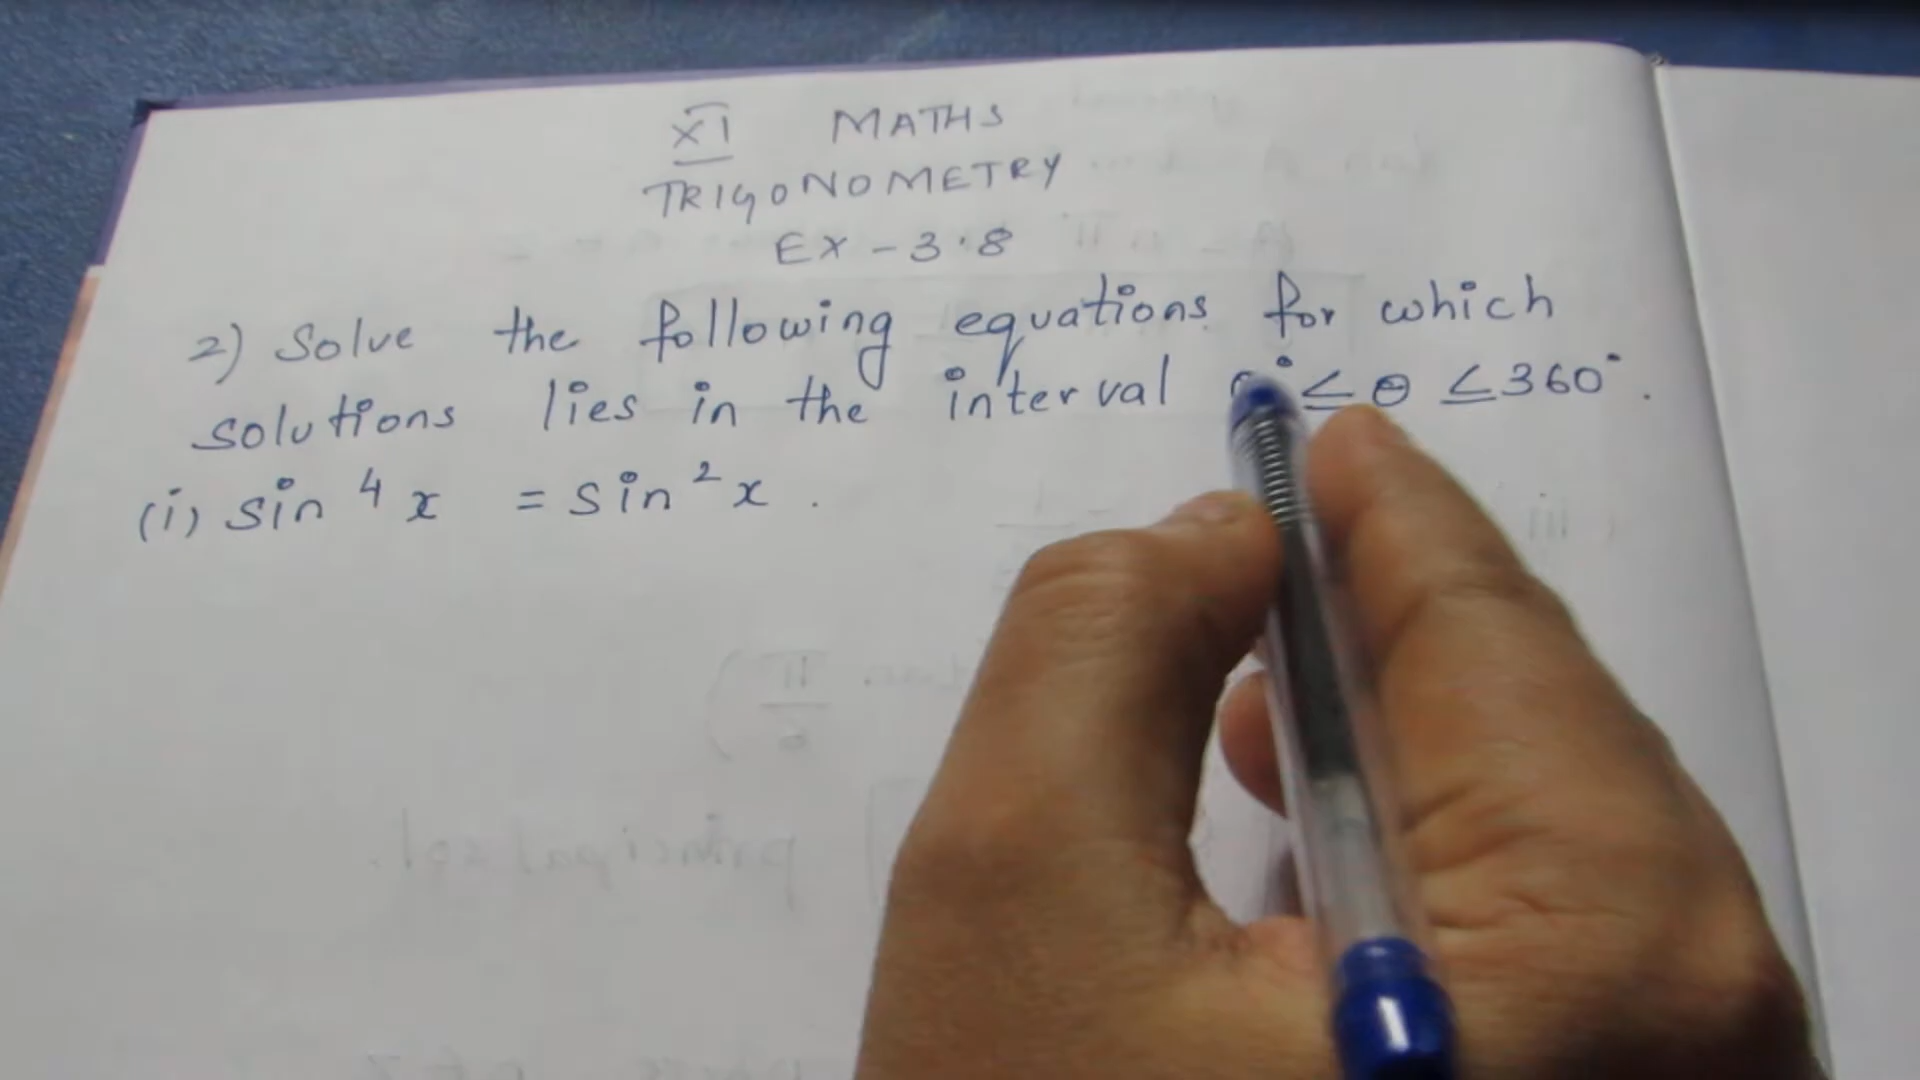 XI MATHS
TRIGONOMETRY
EX - 3.8
2) Solve the following equations for which
solutions lies in the interval 0° ≤ θ ≤ 360°.
(i) sin⁴ x = sin² x .